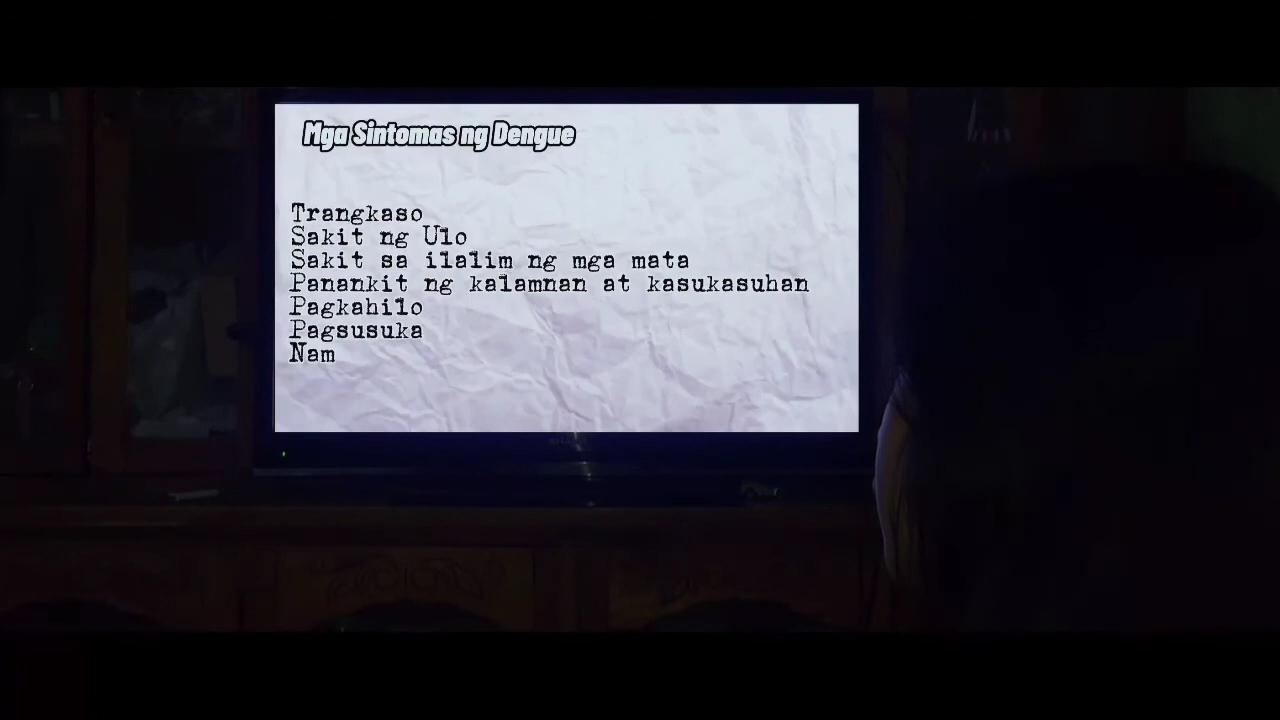 Mga Sintomas ng Dengue
Trangkaso
Sakit ng Ulo
Sakit sa ilalim ng mga mata
Panankit ng kalamnan at kasukasuhan
Pagkahilo
Pagsusuka
Nam